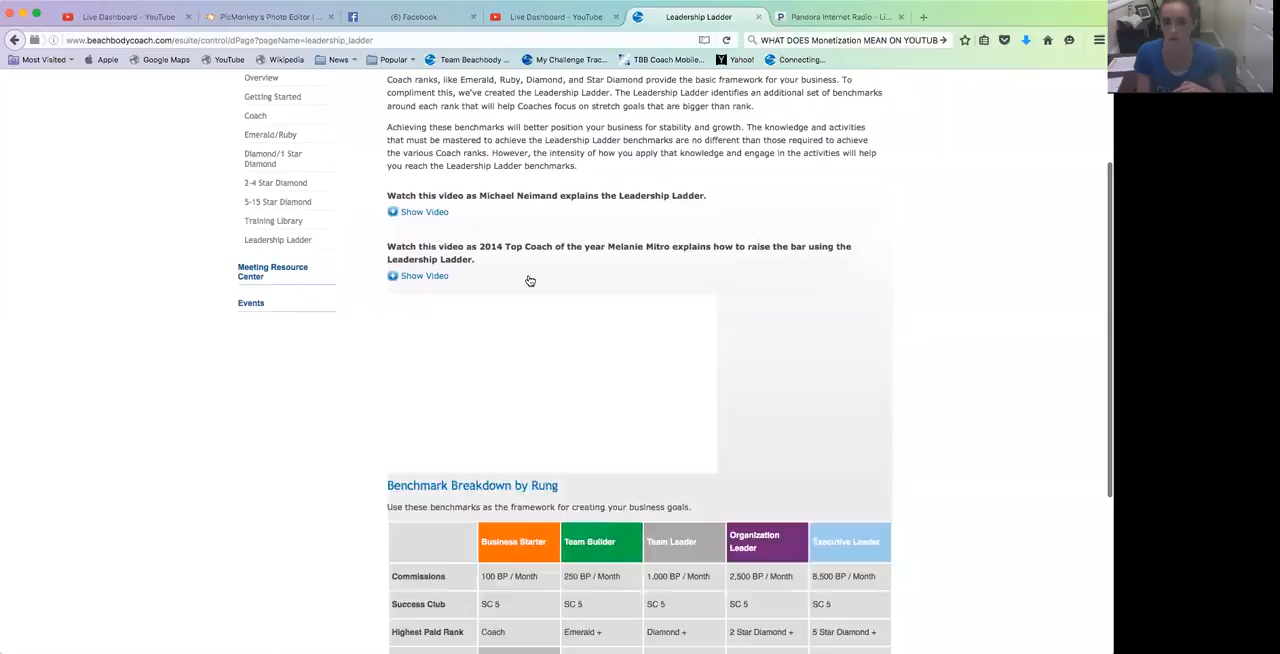 Live Dashboard - YouTube
PicMonkey's Photo Editor | ...
(6) Facebook
Live Dashboard - YouTube
Leadership Ladder
Pandora Internet Radio - Li...
www.beachbodycoach.com/esuite/control/dPage?pageName=leadership_ladder
WHAT DOES Monetization MEAN ON YOUTUB
Most Visited
Apple
Google Maps
YouTube
Wikipedia
News
Popular
Team Beachbody ...
My Challenge Trac...
TBB Coach Mobile...
Yahoo!
Connecting...
Overview
Getting Started
Coach
Emerald/Ruby
Diamond/1 Star
Diamond
2-4 Star Diamond
5-15 Star Diamond
Training Library
Leadership Ladder
Meeting Resource
Center
Events
Coach ranks, like Emerald, Ruby, Diamond, and Star Diamond provide the basic framework for your business. To
compliment this, we've created the Leadership Ladder. The Leadership identifies an additional set of benchmarks
around each rank that will help Coaches focus on stretch goals that are bigger than rank.
Achieving these benchmarks will better position your business for stability and growth. The knowledge and activities
that must be mastered to achieve the Leadership Ladder benchmarks are no different than those required to achieve
the various Coach ranks. However, the intensity of how you apply that knowledge and engage in the activities will help
you reach the Leadership Ladder benchmarks.
Watch this video as Michael Neimand explains the Leadership Ladder.
Show Video
Watch this video as 2014 Top Coach of the year Melanie Mitro explains how to raise the bar using the
Leadership Ladder.
Show Video
Benchmark Breakdown by Rung
Use these benchmarks as the framework for creating your business goals.
Business Starter Team Builder Team Leader Organization Leader Executive Leader
Commissions 100 BP / Month 250 BP / Month 1,000 BP / Month 2,500 BP / Month 8,500 BP / Month
Success Club SC 5 SC 5 SC 5 SC 5 SC 5
Highest Paid Rank Coach Emerald + Diamond + 2 Star Diamond + 5 Star Diamond +